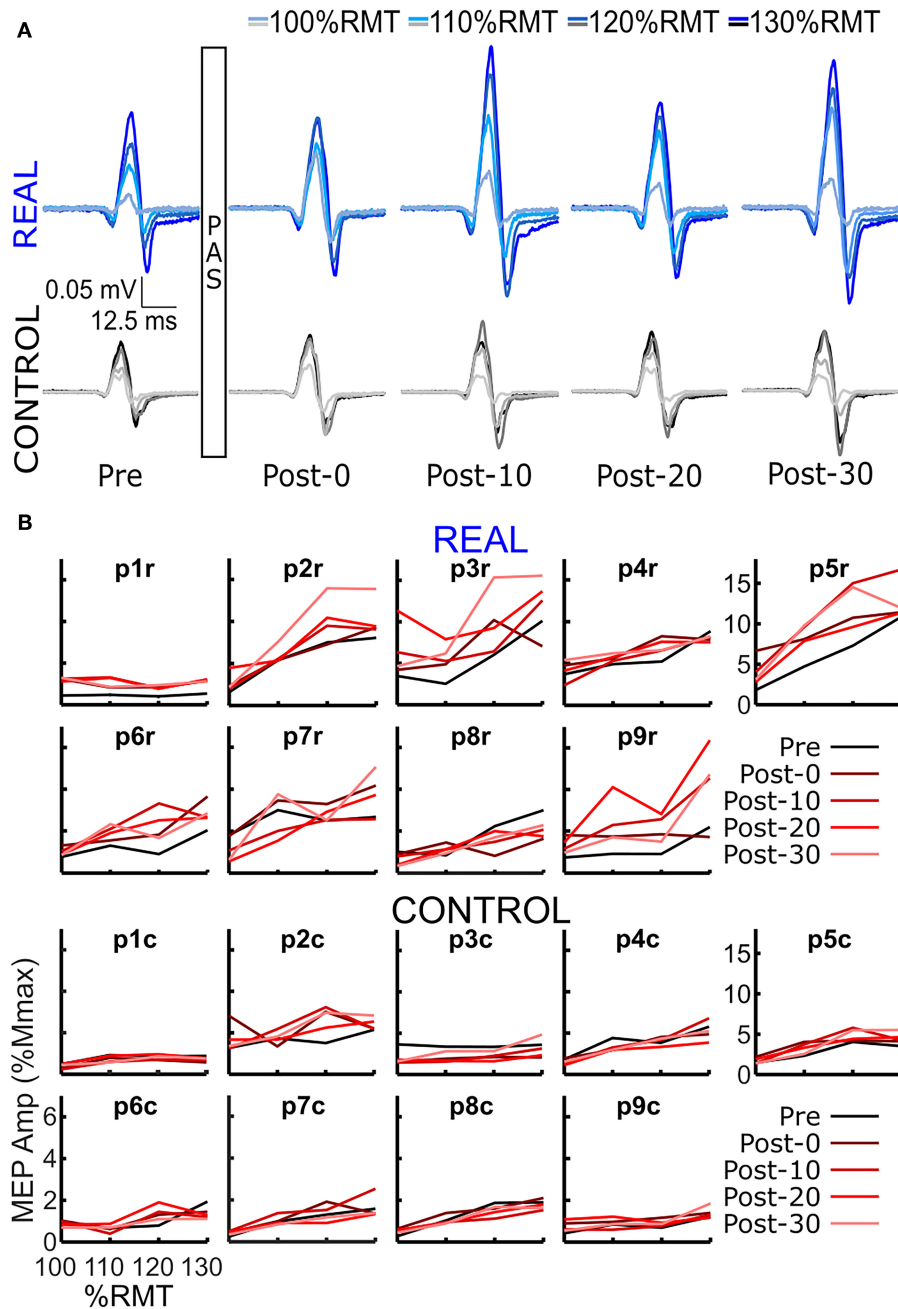 A
100%RMT 110%RMT 120%RMT 130%RMT
REAL
PAS
0.05 mV
12.5 ms
CONTROL
Pre Post-0 Post-10 Post-20 Post-30
B
REAL
p1r p2r p3r p4r p5r
15
10
5
0
p6r p7r p8r p9r
Pre
Post-0
Post-10
Post-20
Post-30
CONTROL
p1c p2c p3c p4c p5c
15
10
5
0
MEP Amp (%Mmax)
p6c p7c p8c p9c
6
4
2
0
Pre
Post-0
Post-10
Post-20
Post-30
100 110 120 130
%RMT